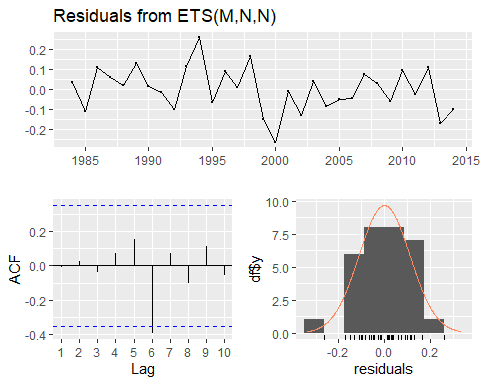 Residuals from ETS(M,N,N)
0.2
0.1
0.0
-0.1
-0.2
1985 1990 1995 2000 2005 2010 2015
ACF
0.2
0.0
-0.2
-0.4
1 2 3 4 5 6 7 8 9 10
Lag
df$y
10.0
7.5
5.0
2.5
0.0
-0.2 0.0 0.2
residuals